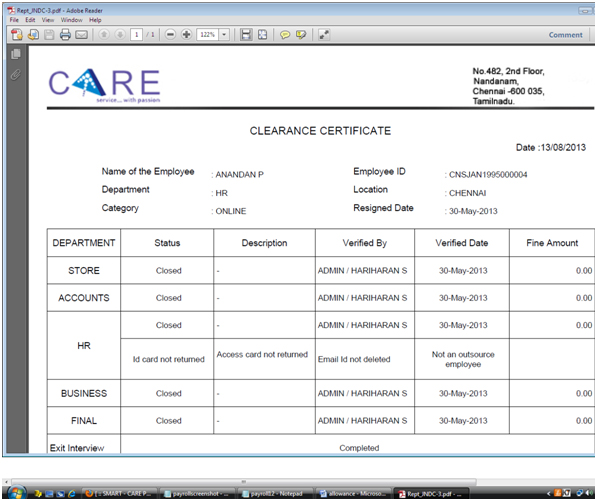 Rept_JNDC-3.pdf - Adobe Reader
File Edit View Window Help
1 / 1 122% Comment
CARE
service... with passion
No.482, 2nd Floor,
Nandanam,
Chennai -600 035,
Tamilnadu.
CLEARANCE CERTIFICATE
Date :13/08/2013
Name of the Employee : ANANDAN P Employee ID : CNSJAN1995000004
Department : HR Location : CHENNAI
Category : ONLINE Resigned Date : 30-May-2013
DEPARTMENT Status Description Verified By Verified Date Fine Amount
STORE Closed - ADMIN / HARIHARAN S 30-May-2013 0.00
ACCOUNTS Closed - ADMIN / HARIHARAN S 30-May-2013 0.00
HR Closed - ADMIN / HARIHARAN S 30-May-2013 0.00
Id card not returned Access card not returned Email Id not deleted Not an outsource employee
BUSINESS Closed - ADMIN / HARIHARAN S 30-May-2013 0.00
FINAL Closed - ADMIN / HARIHARAN S 30-May-2013 0.00
Exit Interview Completed
SMART - CARE P... payrollscreenshot - ... payroll12 - Notepad allowance - Microso... Rept_JNDC-3.pdf - ...